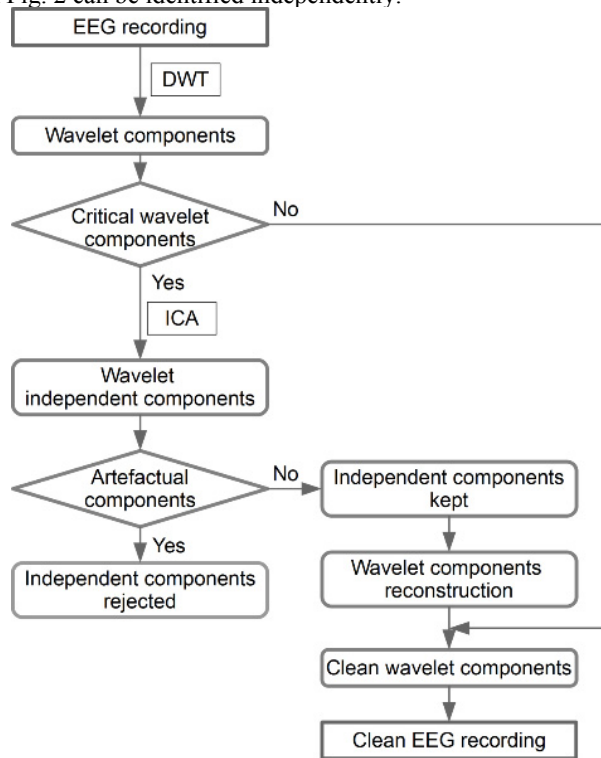 Fig. 2 can be identified independently.
EEG recording
DWT
Wavelet components
Critical wavelet
components
No
Yes
ICA
Wavelet
independent components
Artefactual
components
No
Independent components
kept
Yes
Independent components
rejected
Wavelet components
reconstruction
Clean wavelet components
Clean EEG recording